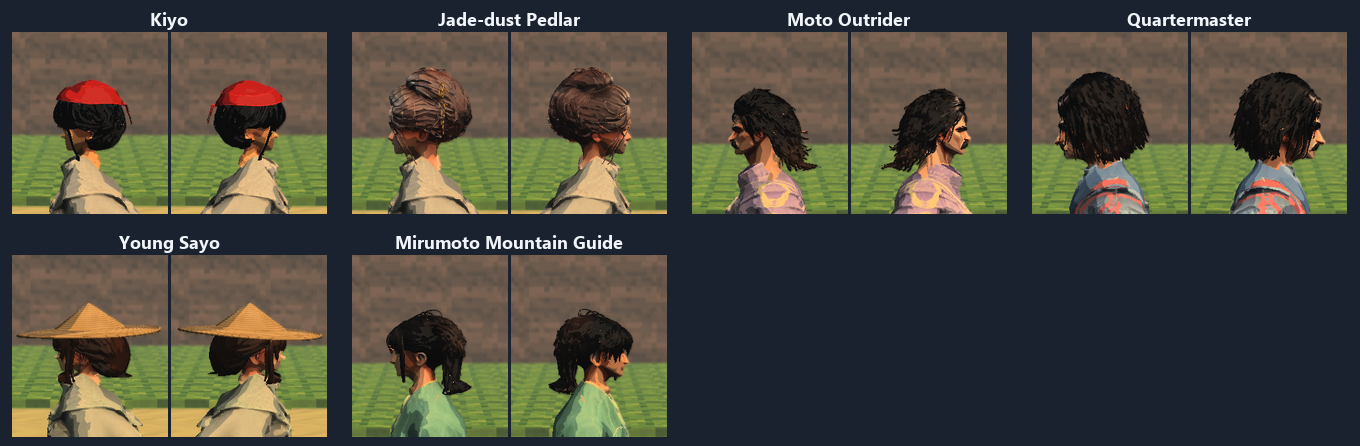 Kiyo
Jade-dust Pedlar
Moto Outrider
Quartermaster
Young Sayo
Mirumoto Mountain Guide